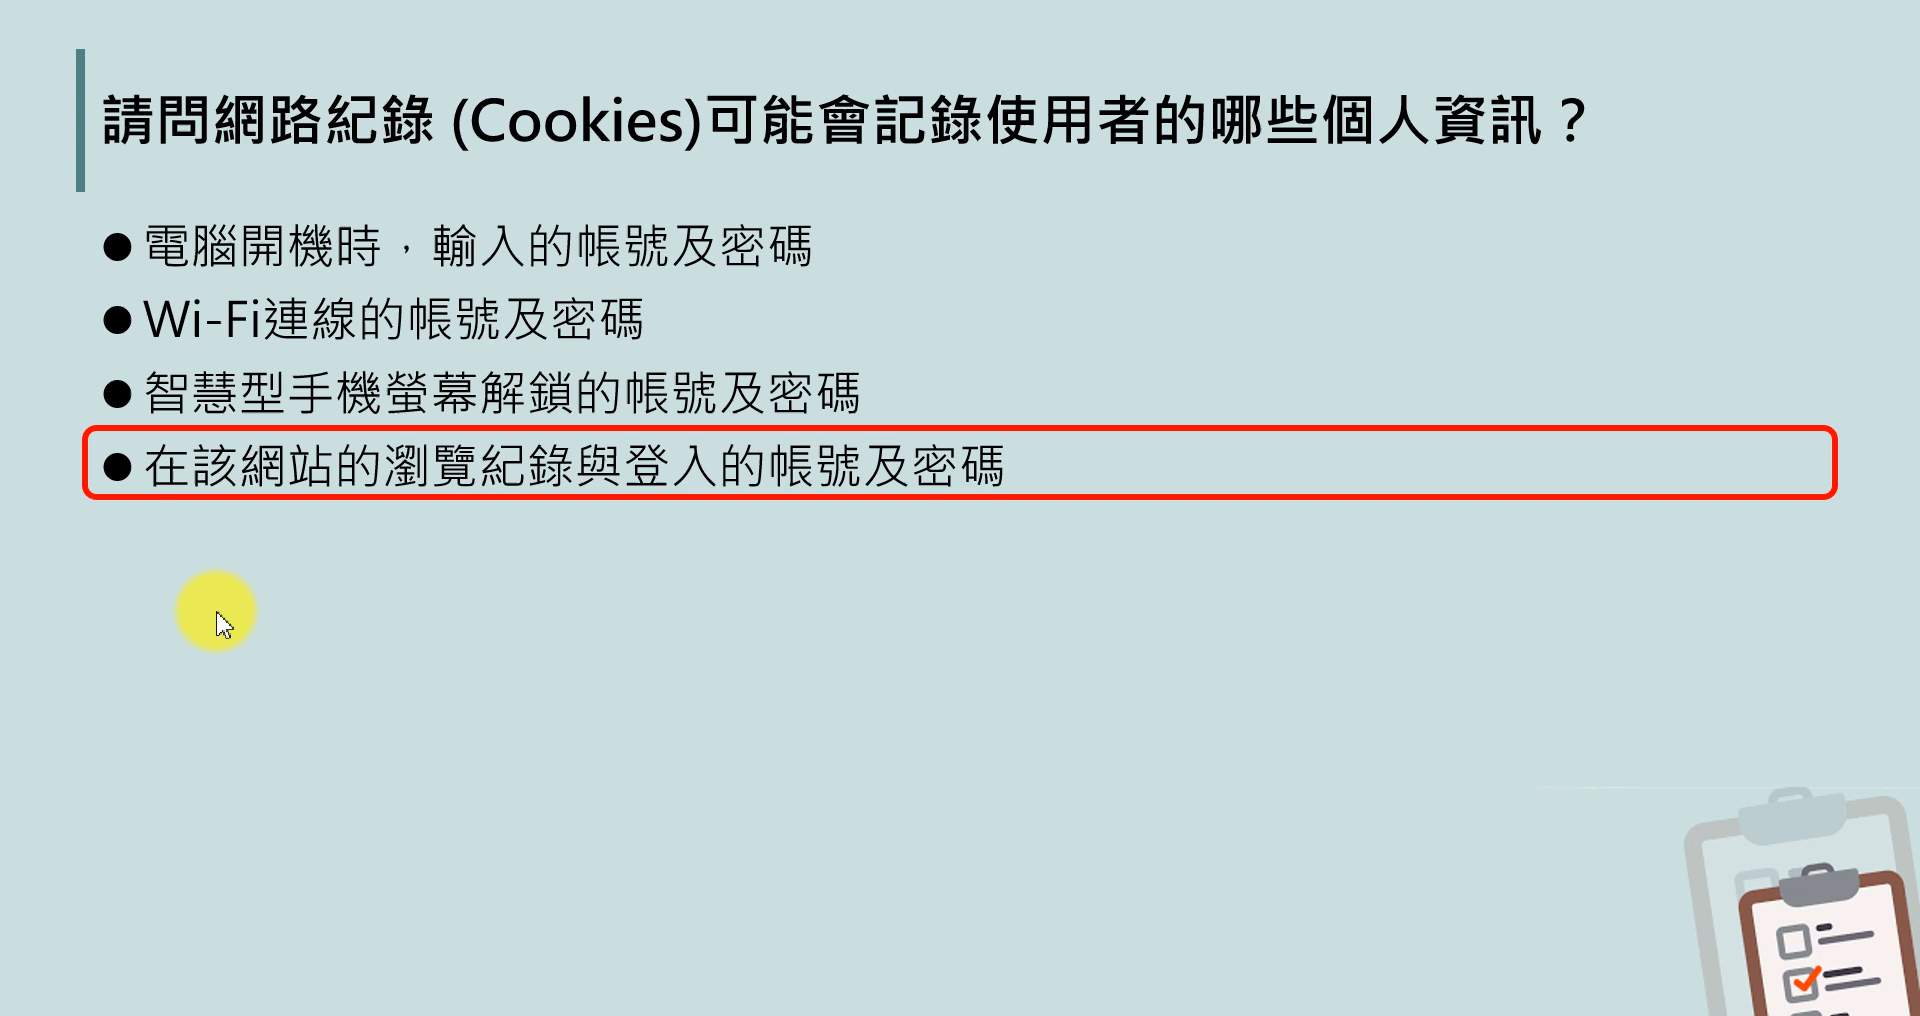 請問網路紀錄 (Cookies)可能會記錄使用者的哪些個人資訊？
●電腦開機時，輸入的帳號及密碼
●Wi-Fi連線的帳號及密碼
●智慧型手機螢幕解鎖的帳號及密碼
●在該網站的瀏覽紀錄與登入的帳號及密碼